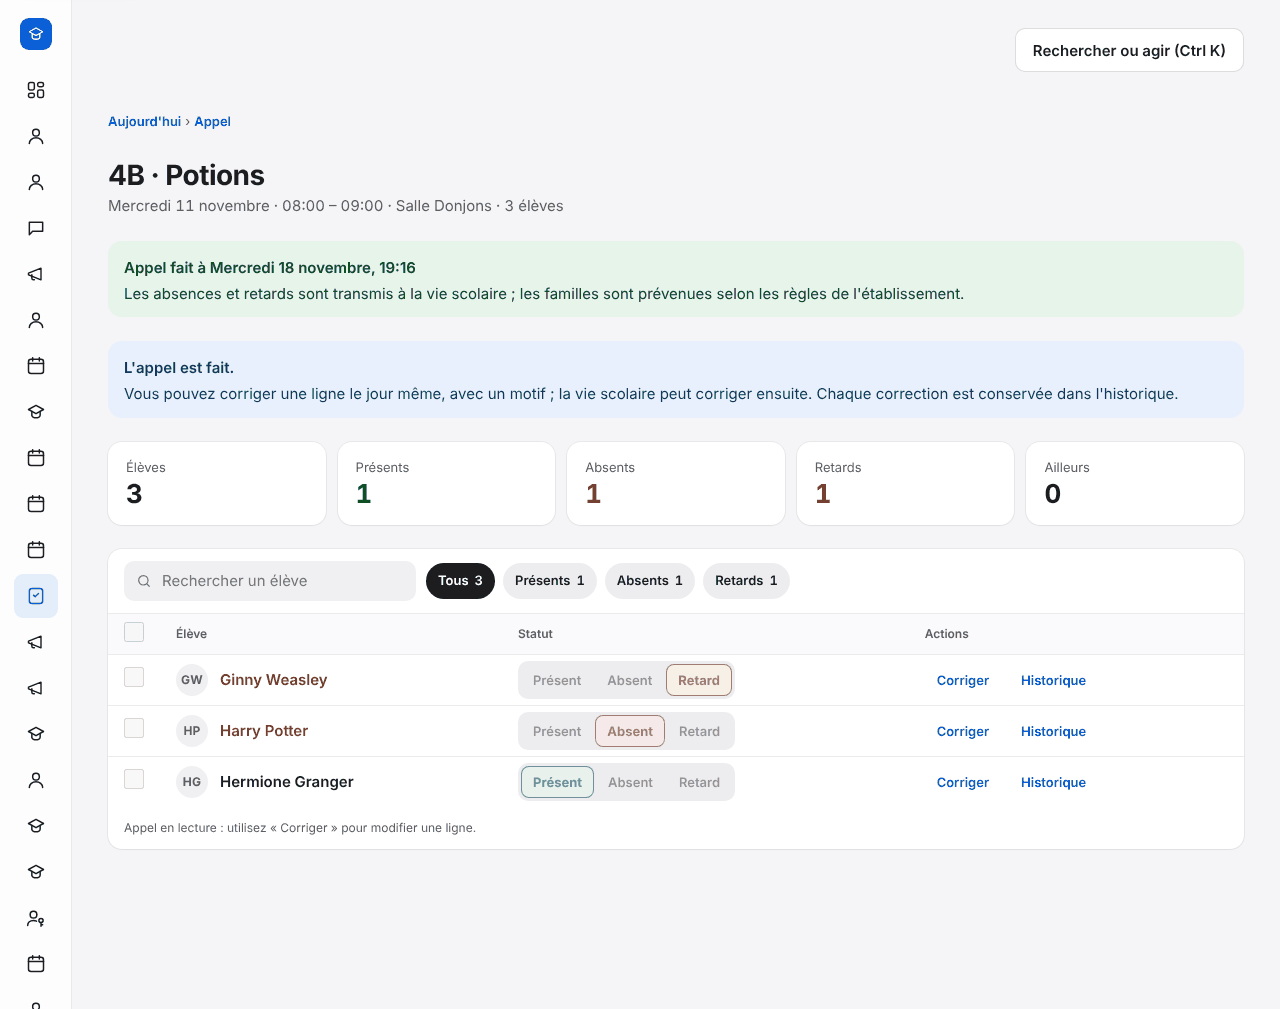 Rechercher ou agir (Ctrl K)
Aujourd'hui › Appel
4B · Potions
Mercredi 11 novembre · 08:00 – 09:00 · Salle Donjons · 3 élèves
Appel fait à Mercredi 18 novembre, 19:16
Les absences et retards sont transmis à la vie scolaire ; les familles sont prévenues selon les règles de l'établissement.
L'appel est fait.
Vous pouvez corriger une ligne le jour même, avec un motif ; la vie scolaire peut corriger ensuite. Chaque correction est conservée dans l'historique.
Élèves Présents Absents Retards Ailleurs
3 1 1 1 0
Rechercher un élève Tous 3 Présents 1 Absents 1 Retards 1
Élève Statut Actions
GW Ginny Weasley Présent Absent Retard Corriger Historique
HP Harry Potter Présent Absent Retard Corriger Historique
HG Hermione Granger Présent Absent Retard Corriger Historique
Appel en lecture : utilisez « Corriger » pour modifier une ligne.